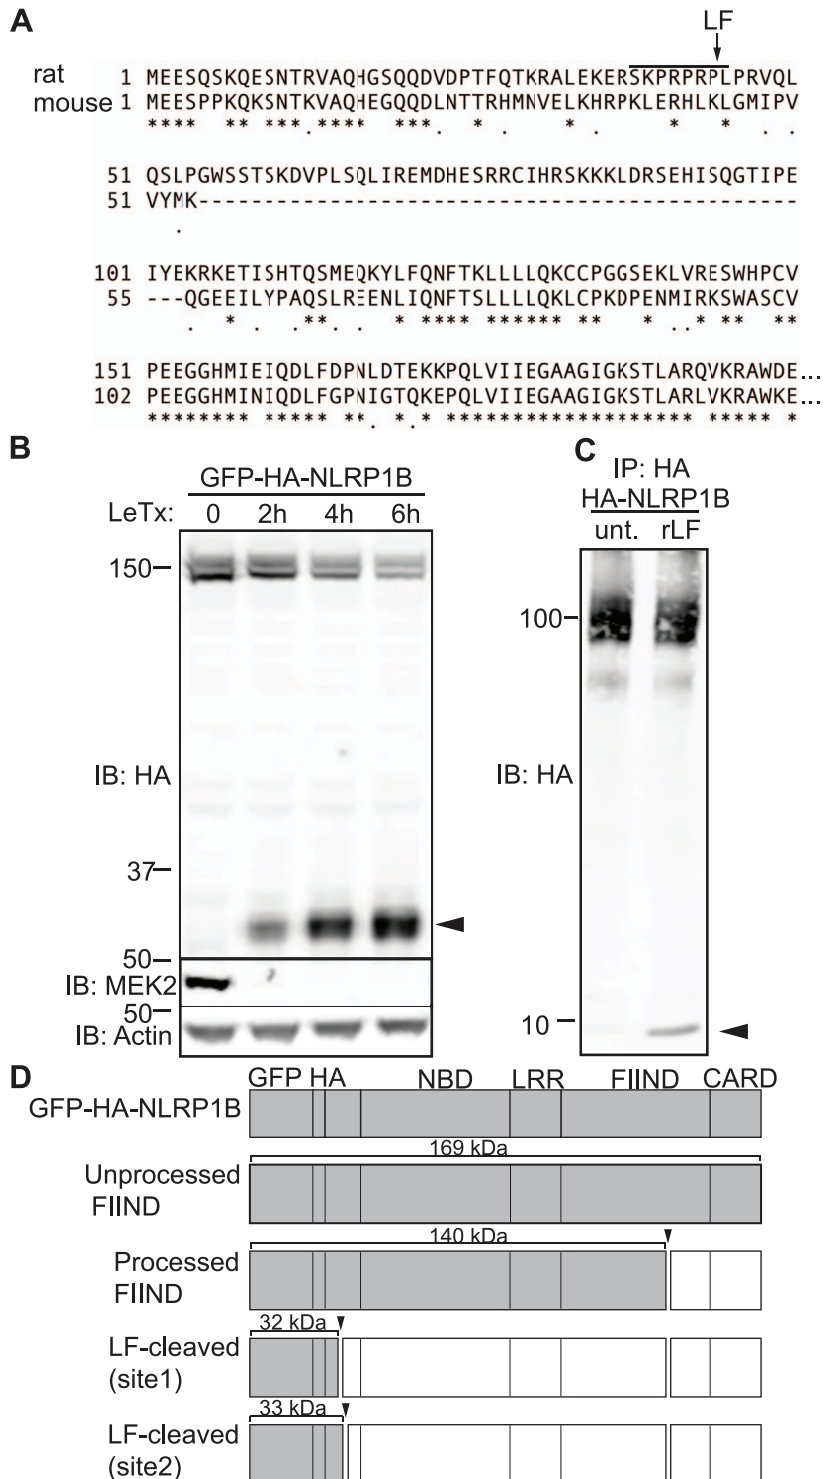 A
LF
rat 1 MEESQSKQESNTRVAQHGSQQDVDPTFQTKRALEKERSKPRPRPLPRVQL
mouse 1 MEESPPKQKSNTKVAQHEGQQDLNTTRHMNVELKHRPKLERHLKLGMIPV
51 QSLPGWSSTSKDVPLSQLIREMDHESRRCIHRSKKKLDRSEHISQGTIPE
51 VYMK----------------------------------------------
101 IYEKRKETISHTQSMEQKYLFQNFTKLLLLQKCCPGGSEKLVRESWHPCV
55 ---QGEEILYPAQSLREENLIQNFTSLLLLQKLCPKDPENMIRKSWASCV
151 PEEGGHMIEIQDLFDPNLDTEKKPQLVIIEGAAGIGKSTLARQVKRAWDE...
102 PEEGGHMINIQDLFGPNIGTQKEPQLVIIEGAAGIGKSTLARLVKRAWKE...
B
GFP-HA-NLRP1B
LeTx: 0 2h 4h 6h
150
IB: HA
37
50
IB: MEK2
50
IB: Actin
C
IP: HA
HA-NLRP1B
unt. rLF
100
IB: HA
10
D
GFP HA NBD LRR FIIND CARD
GFP-HA-NLRP1B
169 kDa
Unprocessed
FIIND
140 kDa
Processed
FIIND
32 kDa
LF-cleaved
(site1)
33 kDa
LF-cleaved
(site2)